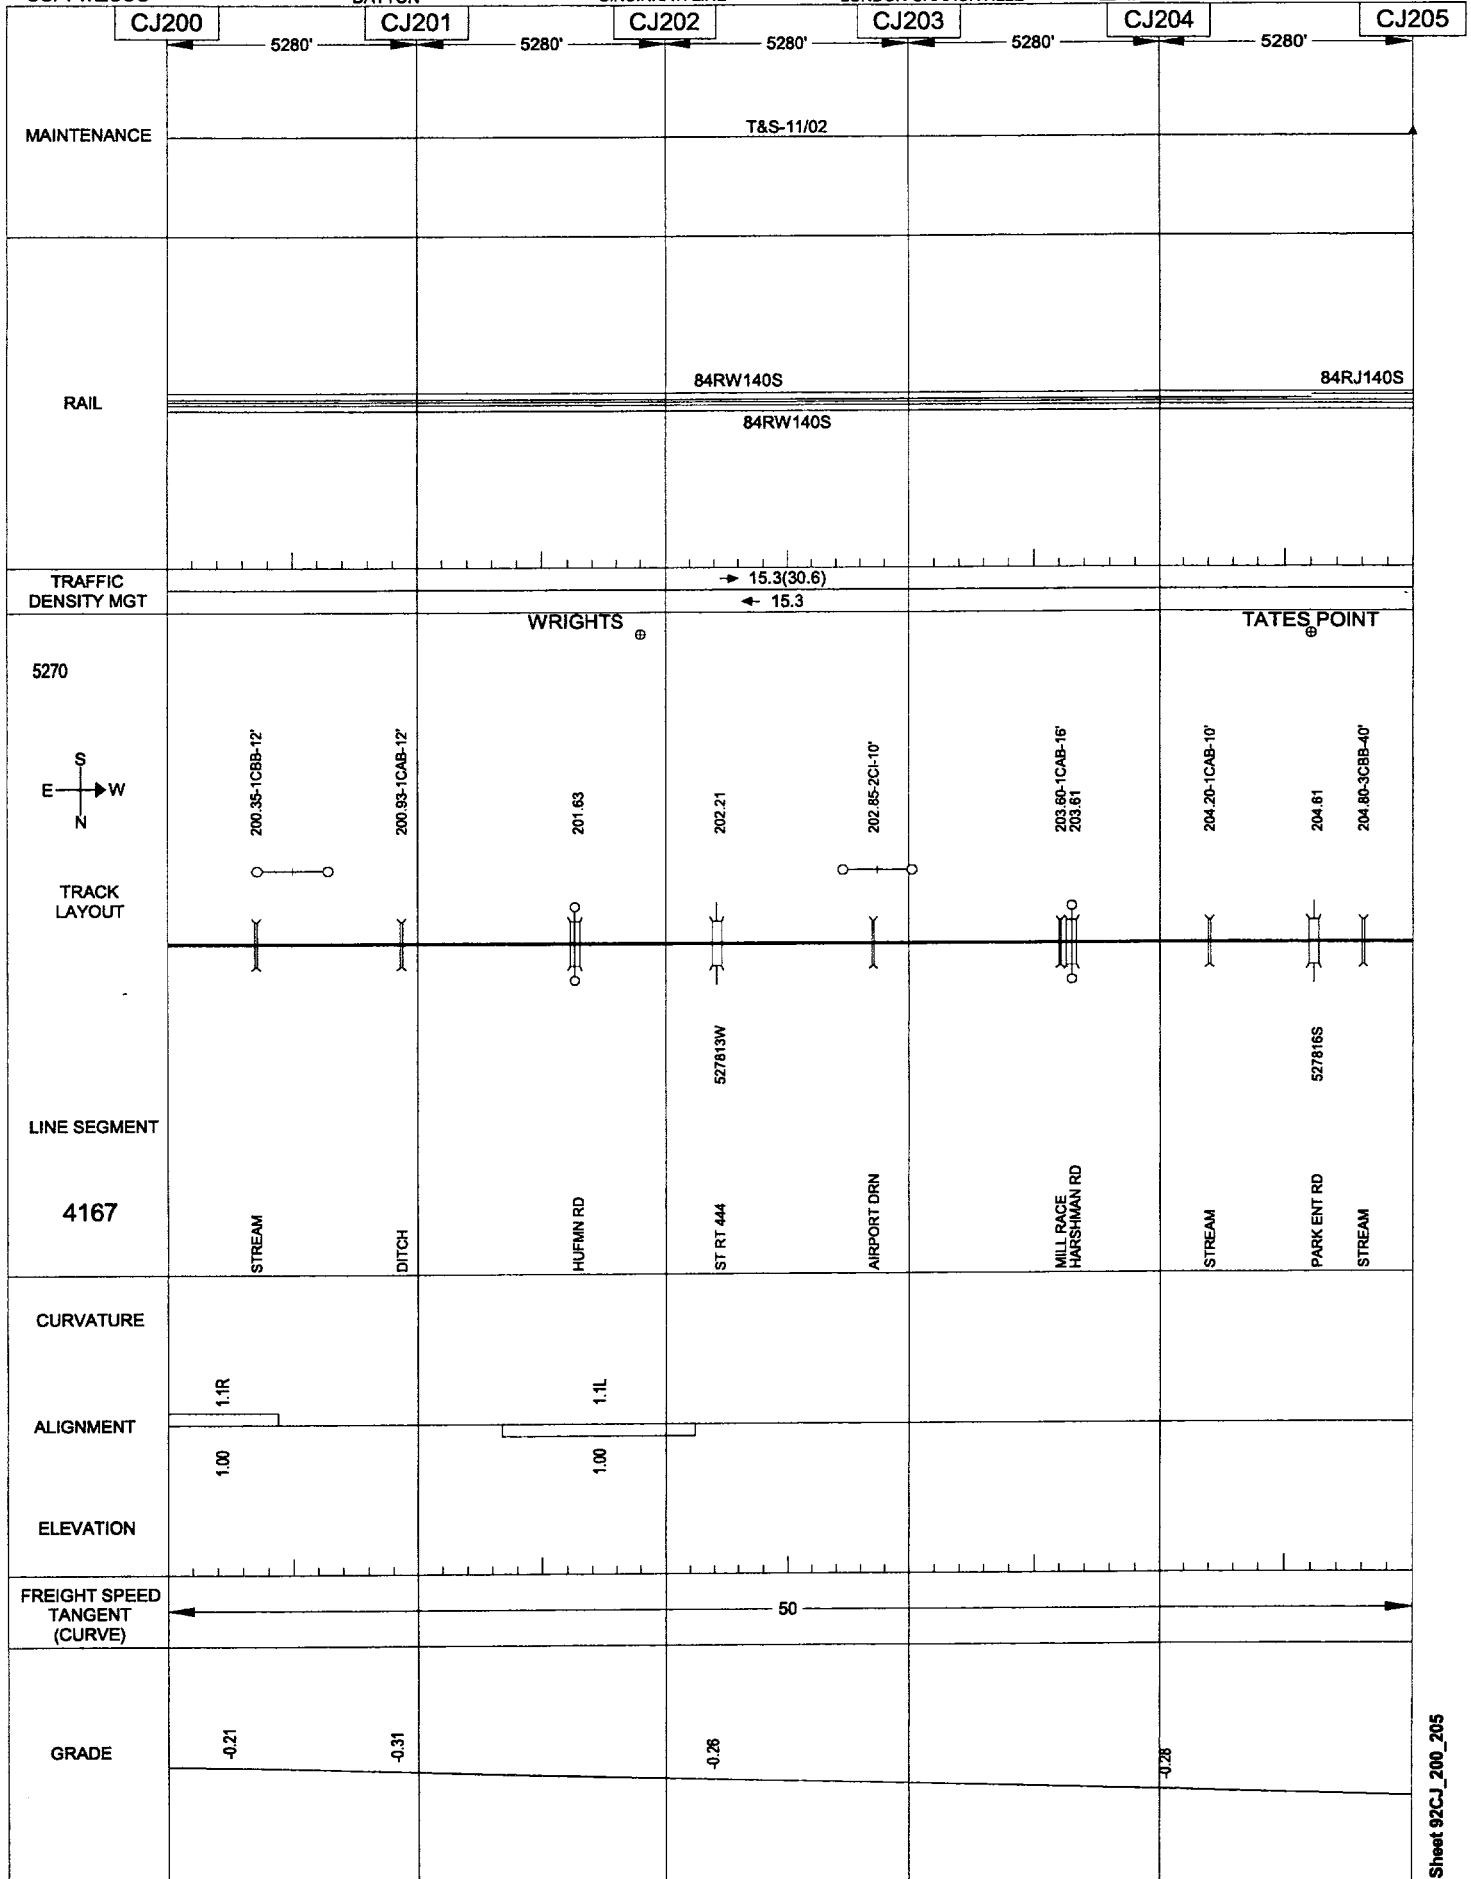 CJ200 CJ201 CJ202 CJ203 CJ204 CJ205
5280' 5280' 5280' 5280' 5280'
MAINTENANCE
T&S-11/02
RAIL
84RW140S 84RJ140S
84RW140S
TRAFFIC
DENSITY MGT
15.3(30.6)
15.3
WRIGHTS
TATES POINT
5270
S
E W
N
200.35-1CBB-12'
200.93-1CAB-12'
201.63
202.21
202.85-2CI-10'
203.60-1CAB-16'
203.61
204.20-1CAB-10'
204.61
204.80-3CBB-40'
TRACK
LAYOUT
527813W
527816S
LINE SEGMENT
4167
STREAM
DITCH
HUFMN RD
ST RT 444
AIRPORT DRN
MILL RACE
HARSHMAN RD
STREAM
PARK ENT RD
STREAM
CURVATURE
1.1R
1.1L
ALIGNMENT
1.00
1.00
ELEVATION
FREIGHT SPEED
TANGENT
(CURVE)
50
GRADE
-0.21
-0.31
-0.26
-0.28
Sheet 92CJ_200_205